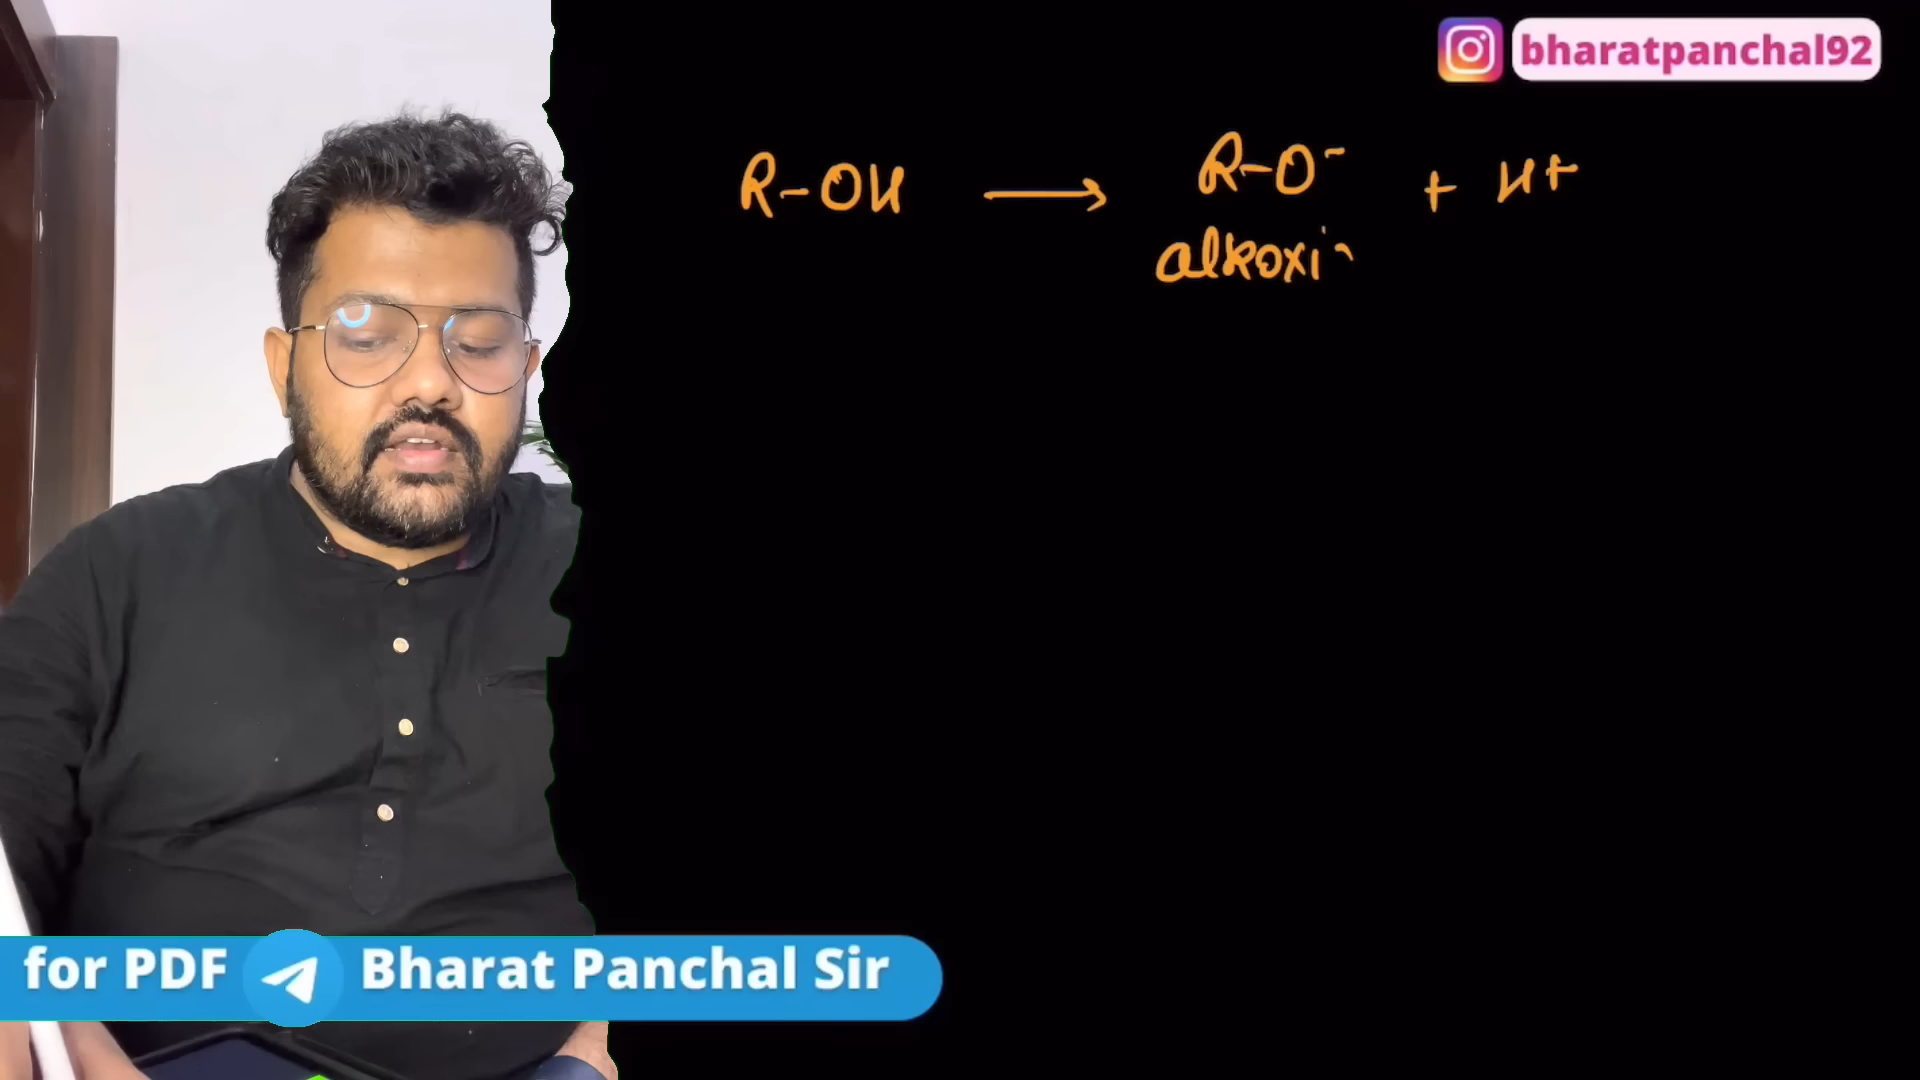 bharatpanchal92
R-OH ⟶ R-O⁻ + H+
alkoxi
for PDF Bharat Panchal Sir